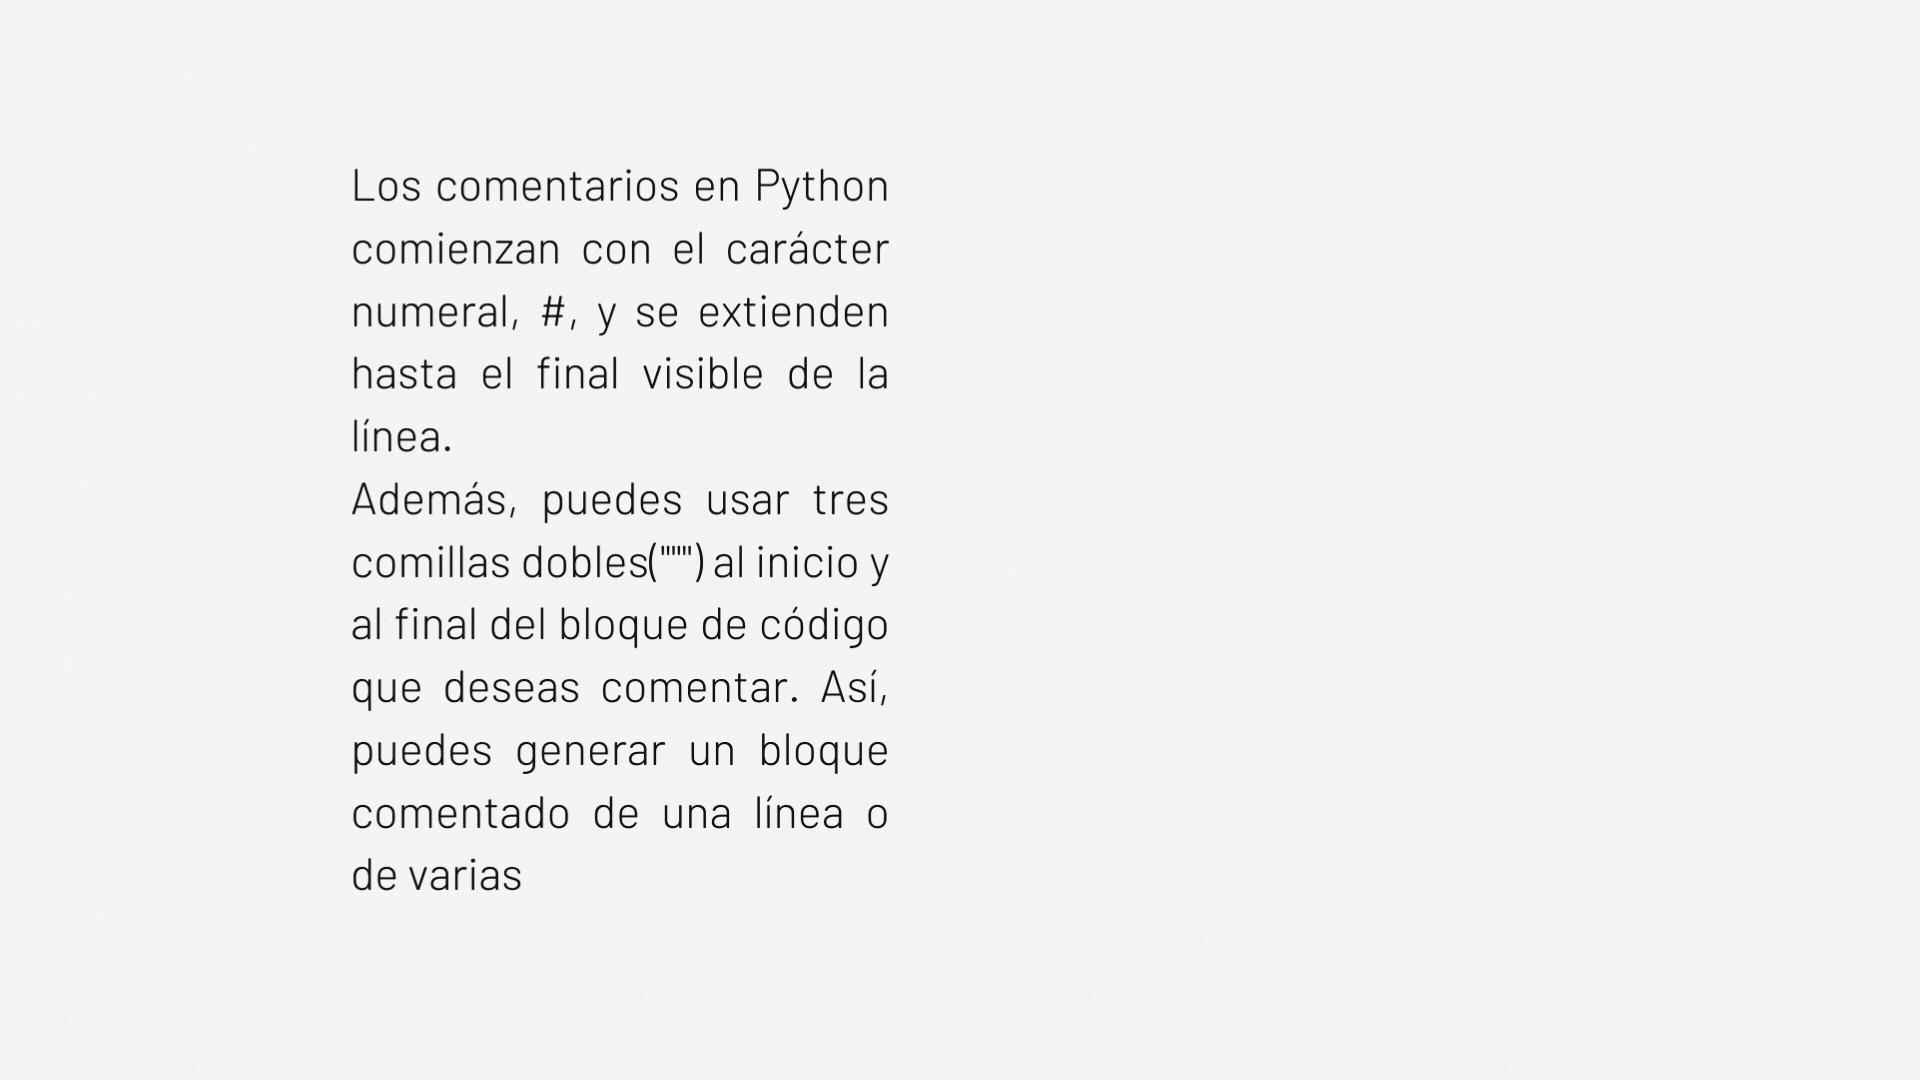 Los comentarios en Python
comienzan con el carácter
numeral, #, y se extienden
hasta el final visible de la
línea.
Además, puedes usar tres
comillas dobles(""") al inicio y
al final del bloque de código
que deseas comentar. Así,
puedes generar un bloque
comentado de una línea o
de varias